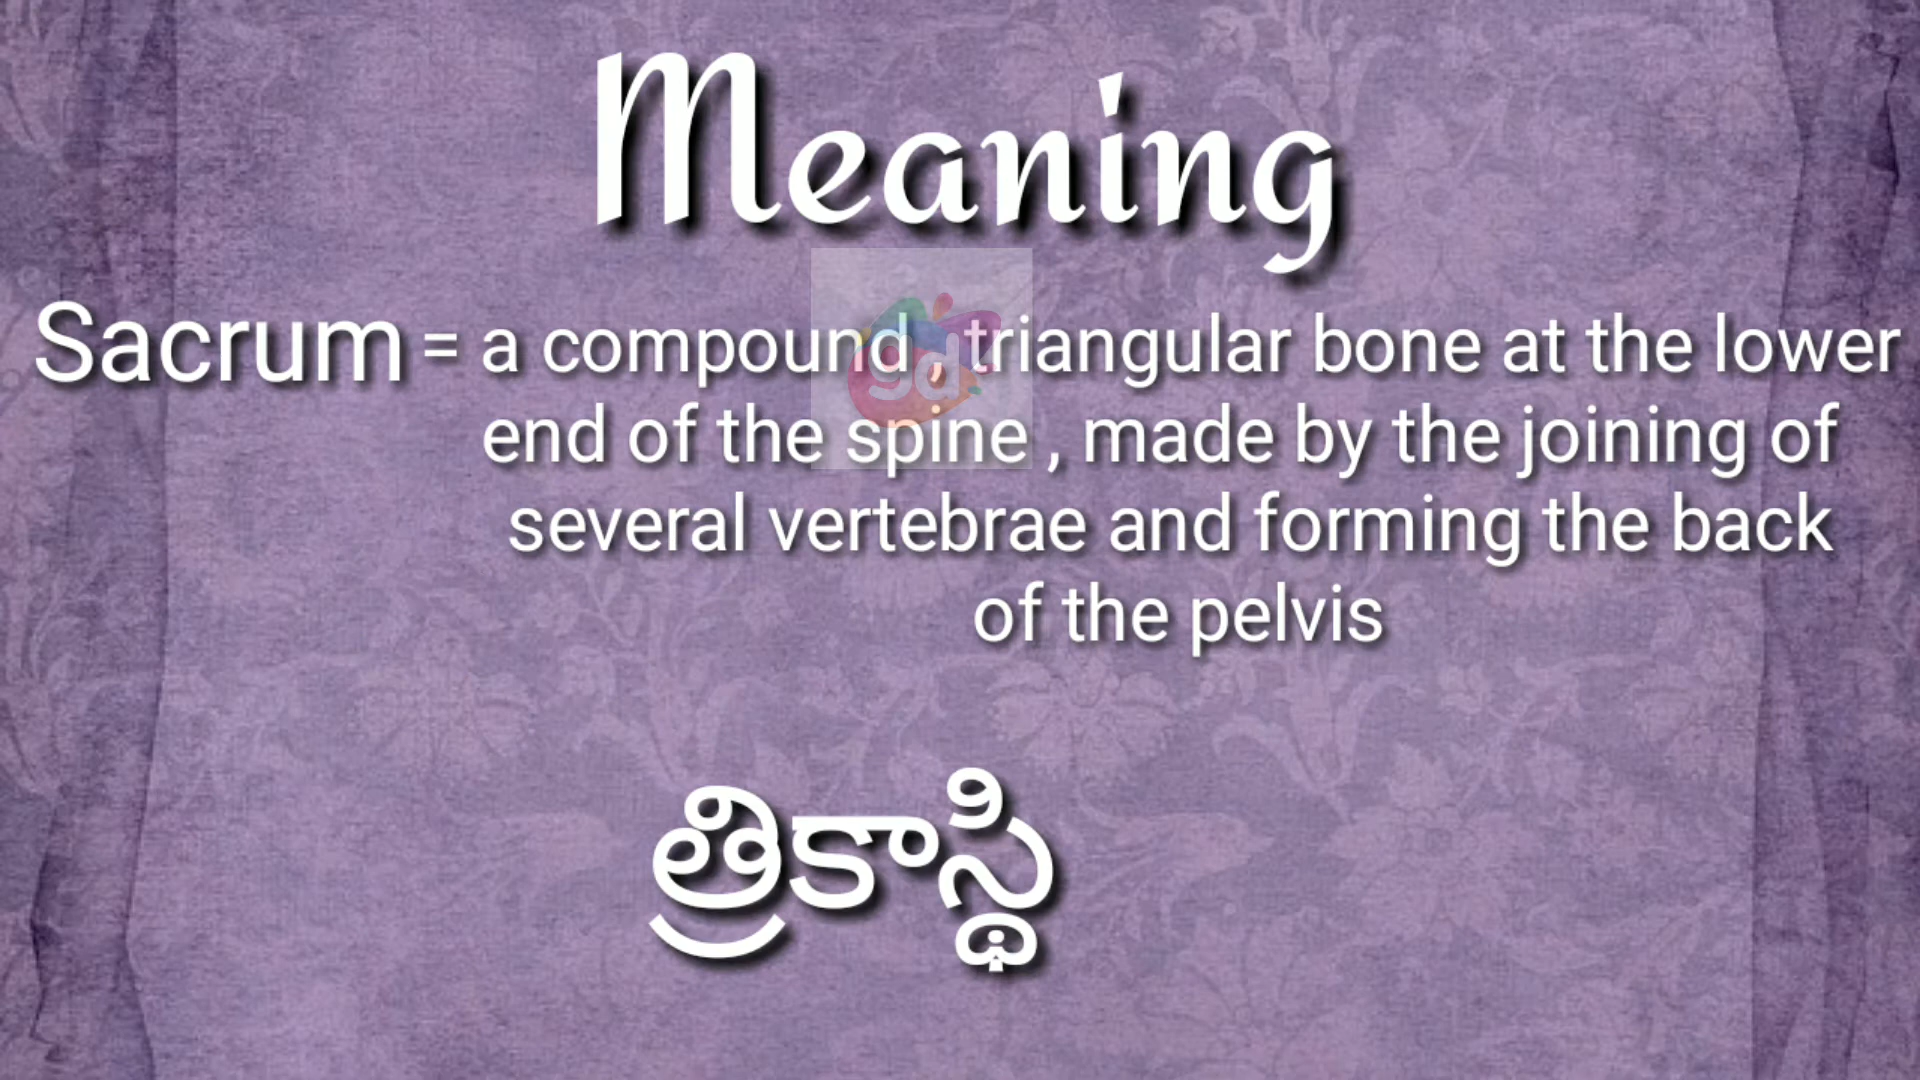 Meaning
Sacrum = a compound , triangular bone at the lower
end of the spine , made by the joining of
several vertebrae and forming the back
of the pelvis
gd
త్రికాస్థి